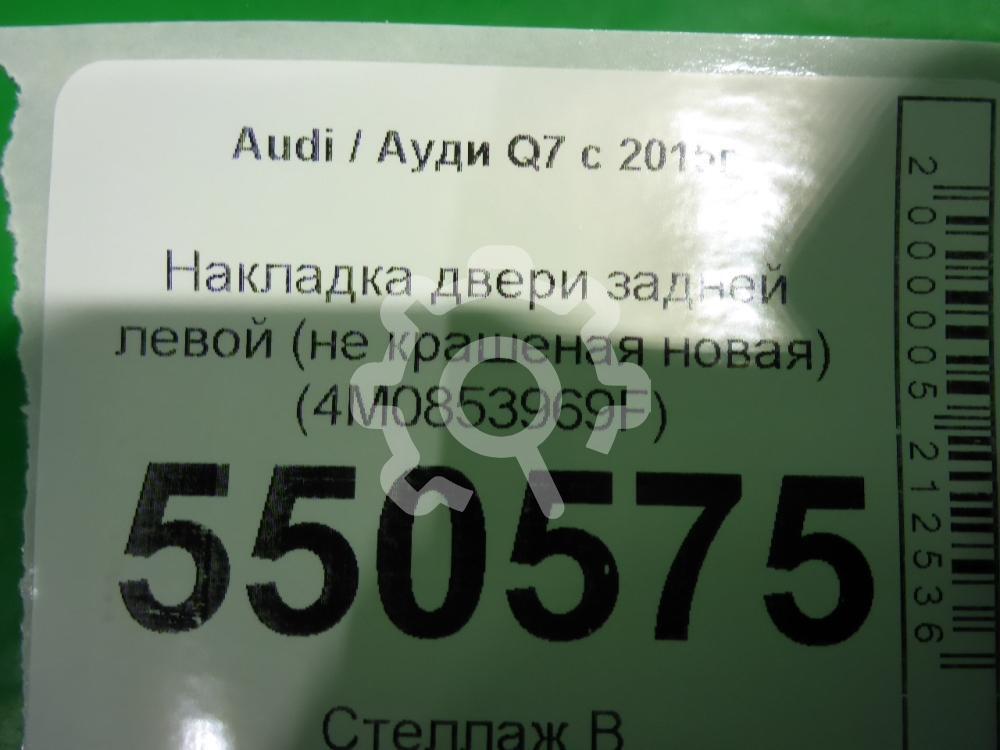 Audi / Ауди Q7 с 2015г
Накладка двери задней
левой (не крашеная новая)
(4M0853969F)
550575
Стеллаж В
2000005212536